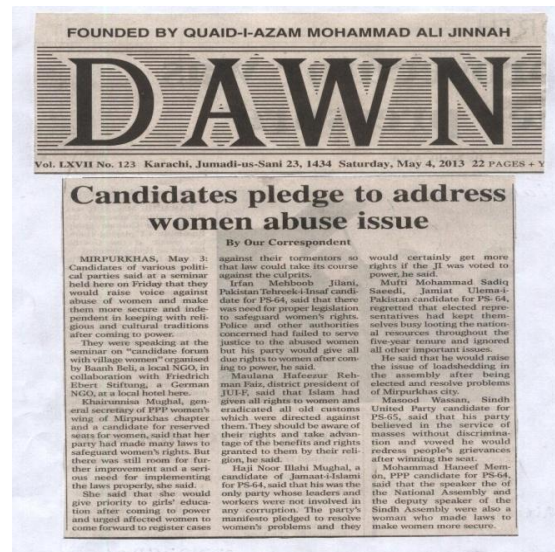 FOUNDED BY QUAID-I-AZAM MOHAMMAD ALI JINNAH
DAWN
Vol. LXVII No. 123 Karachi, Jumadi-us-Sani 23, 1434 Saturday, May 4, 2013 22 PAGES + Y
Candidates pledge to address
women abuse issue
By Our Correspondent
MIRPURKHAS, May 3:
Candidates of various politi-
cal parties said at a seminar
held here on Friday that they
would raise voice against
abuse of women and make
them more secure and inde-
pendent in keeping with reli-
gious and cultural traditions
after coming to power.
They were speaking at the
seminar on "candidate forum
with village women" organised
by Baanh Beli, a local NGO, in
collaboration with Friedrich
Ebert Stiftung, a German
NGO, at a local hotel here.
Khairunnisa Mughal, gen-
eral secretary of PPP women's
wing of Mirpurkhas chapter
and a candidate for reserved
seats for women, said that her
party had made many laws to
safeguard women's rights. But
there was still room for fur-
ther improvement and a seri-
ous need for implementing
the laws properly, she said.
She said that she would
give priority to girls' educa-
tion after coming to power
and urged affected women to
come forward to register cases
against their tormentors so
that law could take its course
against the culprits.
Irfan Mehboob Jilani,
Pakistan Tehreek-i-Insaf candi-
date for PS-64, said that there
was need for proper legislation
to safeguard women's rights.
Police and other authorities
concerned had failed to serve
justice to the abused women
but his party would give all
due rights to women after com-
ing to power, he said.
Maulana Hafeezur Reh-
man Faiz, district president of
JUI-F, said that Islam had
given all rights to women and
eradicated all old customs
which were directed against
them. They should be aware of
their rights and take advan-
tage of the benefits and rights
granted to them by their reli-
gion, he said.
Haji Noor Illahi Mughal, a
candidate of Jamaat-i-Islami
for PS-64, said that his was the
only party whose leaders and
workers were not involved in
any corruption. The party's
manifesto pledged to resolve
women's problems and they
would certainly get more
rights if the JI was voted to
power, he said.
Mufti Mohammad Sadiq
Saeedi, Jamiat Ulema-i-
Pakistan candidate for PS- 64,
regretted that elected repre-
sentatives had kept them-
selves busy looting the nation-
al resources throughout the
five-year tenure and ignored
all other important issues.
He said that he would raise
the issue of loadshedding in
the assembly after being
elected and resolve problems
of Mirpurkhas city.
Masood Wassan, Sindh
United Party candidate for
PS-65, said that his party
believed in the service of
masses without discrimina-
tion and vowed he would
redress people's grievances
after winning the seat.
Mohammad Haneef Mem-
on, PPP candidate for PS-64,
said that the speaker the of
the National Assembly and
the deputy speaker of the
Sindh Assembly were also a
woman who made laws to
make women more secure.